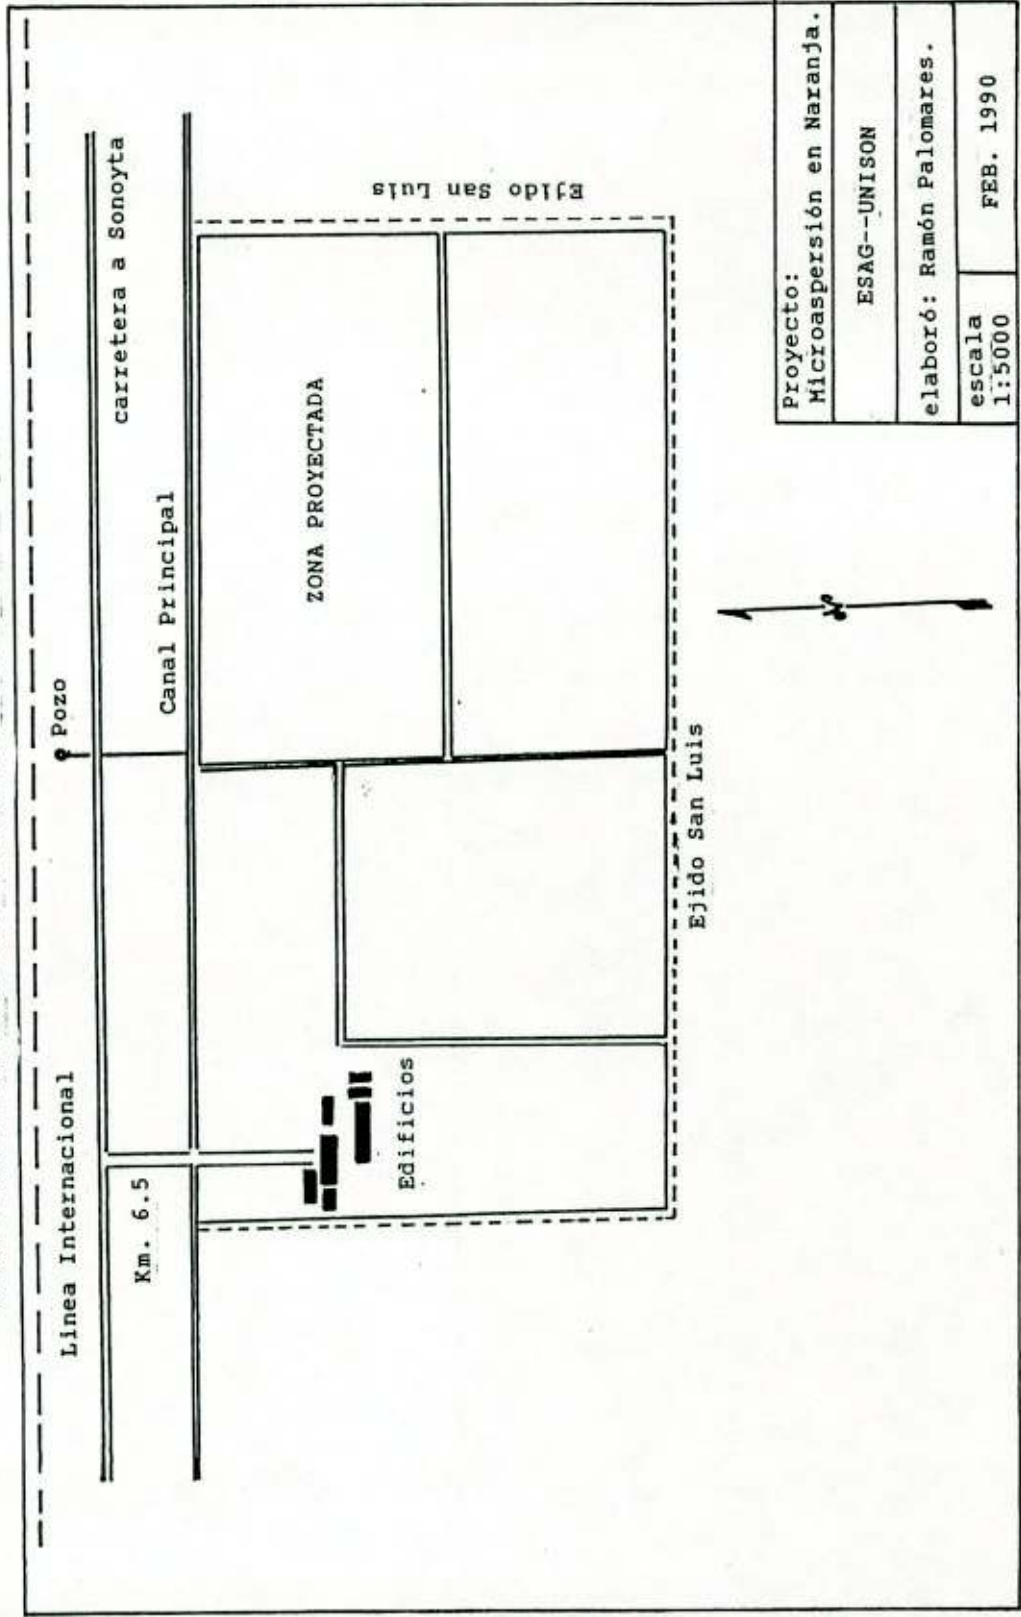 Linea Internacional
Pozo
carretera a Sonoyta
Km. 6.5
Canal Principal
ZONA PROYECTADA
Edificios
Ejido San Luis
Ejido San Luis
Proyecto:
Microaspersión en Naranja.
ESAG--UNISON
elaboró: Ramón Palomares.
escala
1:5000
FEB. 1990